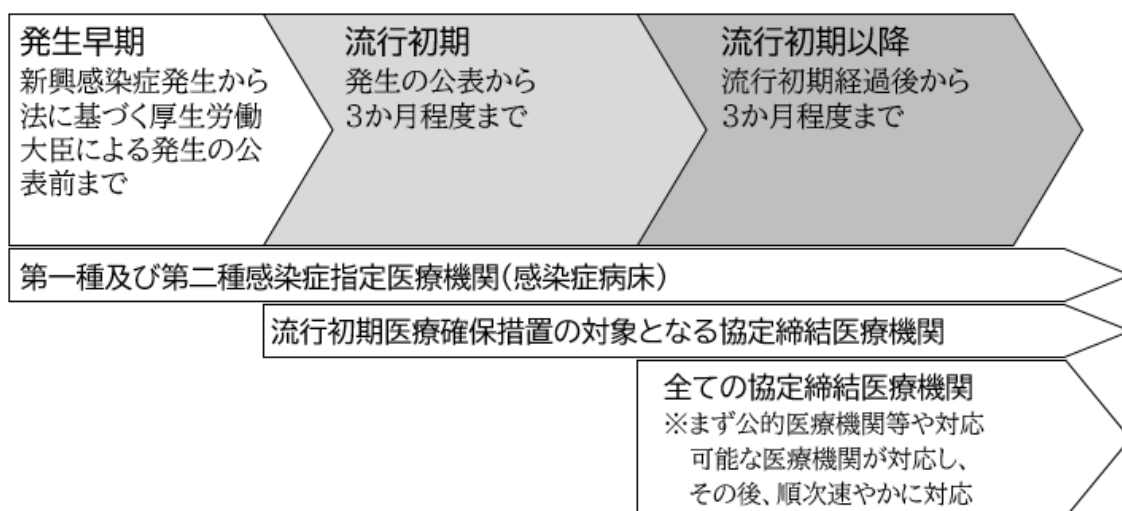 発生早期
新興感染症発生から
法に基づく厚生労働
大臣による発生の公
表前まで
流行初期
発生の公表から
3か月程度まで
流行初期以降
流行初期経過後から
3か月程度まで
第一種及び第二種感染症指定医療機関(感染症病床)
流行初期医療確保措置の対象となる協定締結医療機関
全ての協定締結医療機関
※まず公的医療機関等や対応
可能な医療機関が対応し、
その後、順次速やかに対応